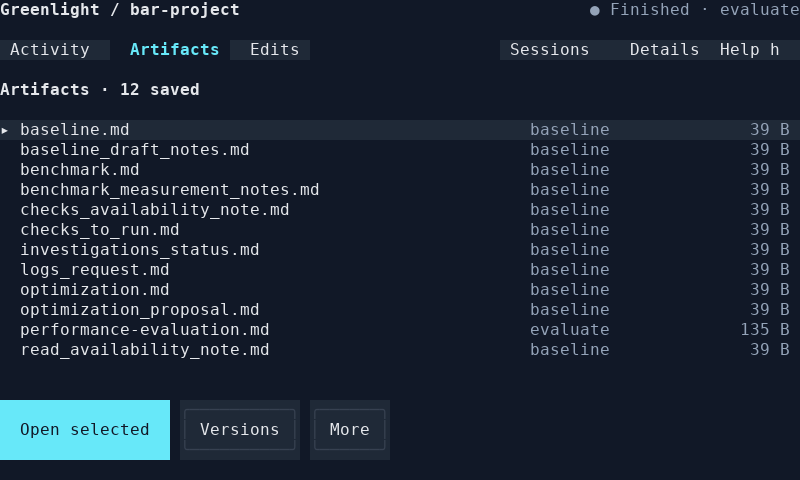 Greenlight / bar-project ● Finished · evaluate
Activity Artifacts Edits Sessions Details Help h
Artifacts · 12 saved
▸ baseline.md baseline 39 B
baseline_draft_notes.md baseline 39 B
benchmark.md baseline 39 B
benchmark_measurement_notes.md baseline 39 B
checks_availability_note.md baseline 39 B
checks_to_run.md baseline 39 B
investigations_status.md baseline 39 B
logs_request.md baseline 39 B
optimization.md baseline 39 B
optimization_proposal.md baseline 39 B
performance-evaluation.md evaluate 135 B
read_availability_note.md baseline 39 B
Open selected Versions More